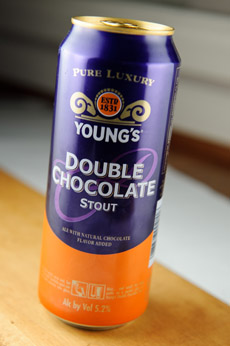 PURE LUXURY
ESTD
1831
YOUNG'S
DOUBLE
CHOCOLATE
STOUT
ALE WITH NATURAL CHOCOLATE
FLAVOR ADDED
Alc by Vol 5.2%